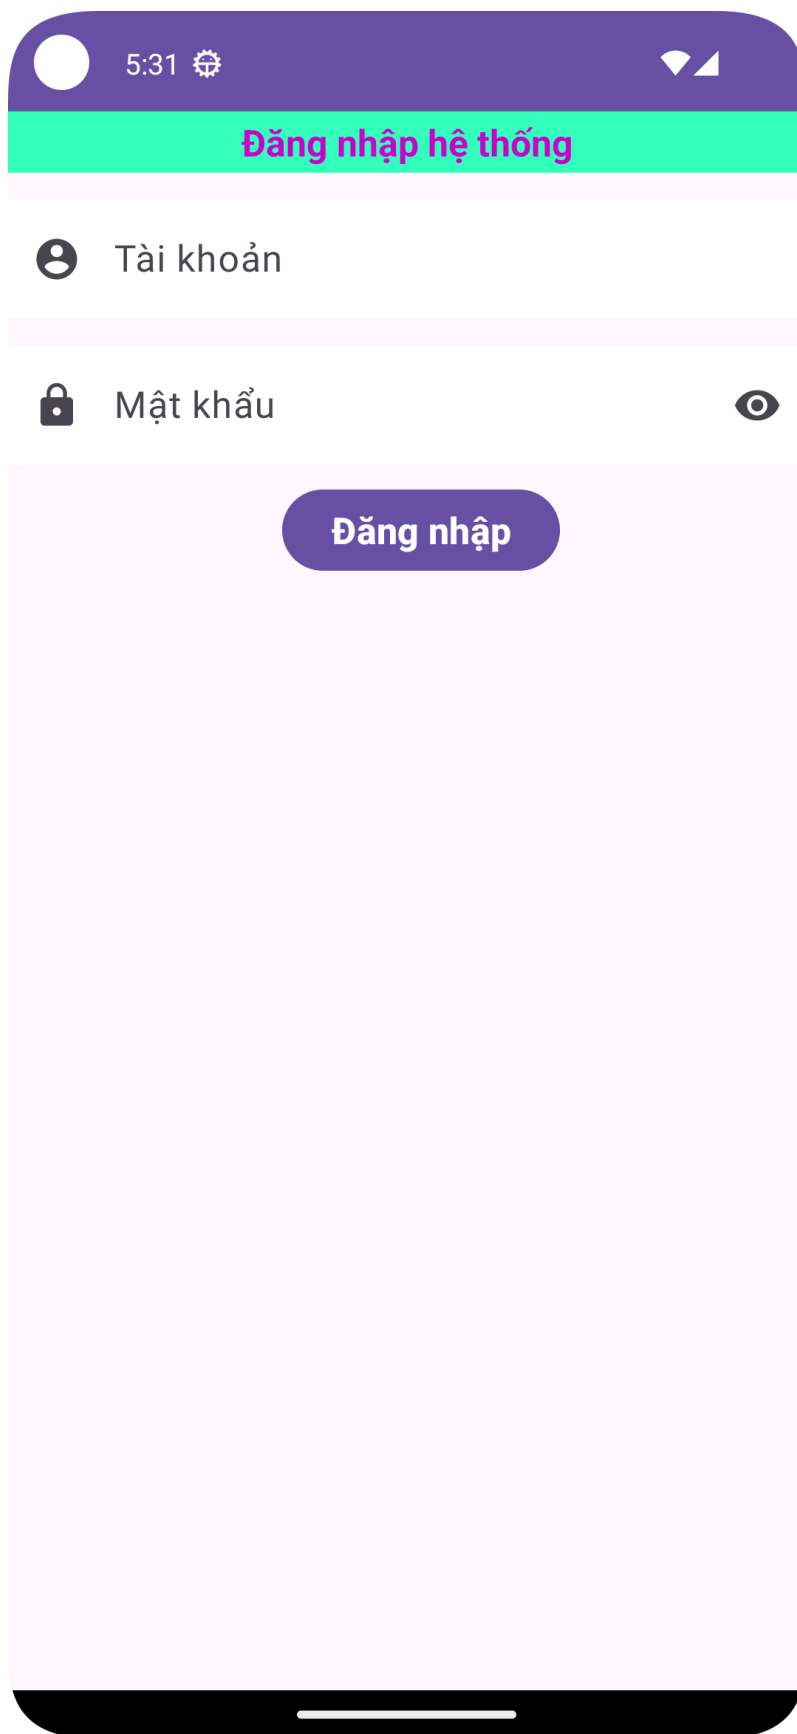 5:31
Đăng nhập hệ thống
Tài khoản
Mật khẩu
Đăng nhập